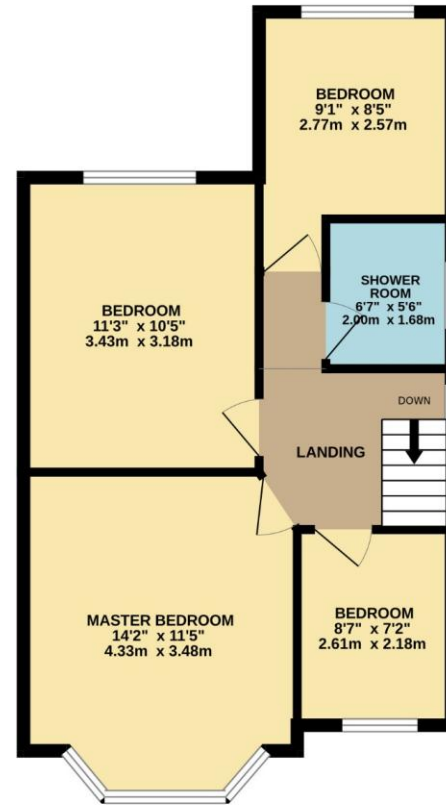 BEDROOM
9'1" x 8'5"
2.77m x 2.57m
SHOWER
ROOM
6'7" x 5'6"
2.00m x 1.68m
BEDROOM
11'3" x 10'5"
3.43m x 3.18m
DOWN
LANDING
MASTER BEDROOM
14'2" x 11'5"
4.33m x 3.48m
BEDROOM
8'7" x 7'2"
2.61m x 2.18m